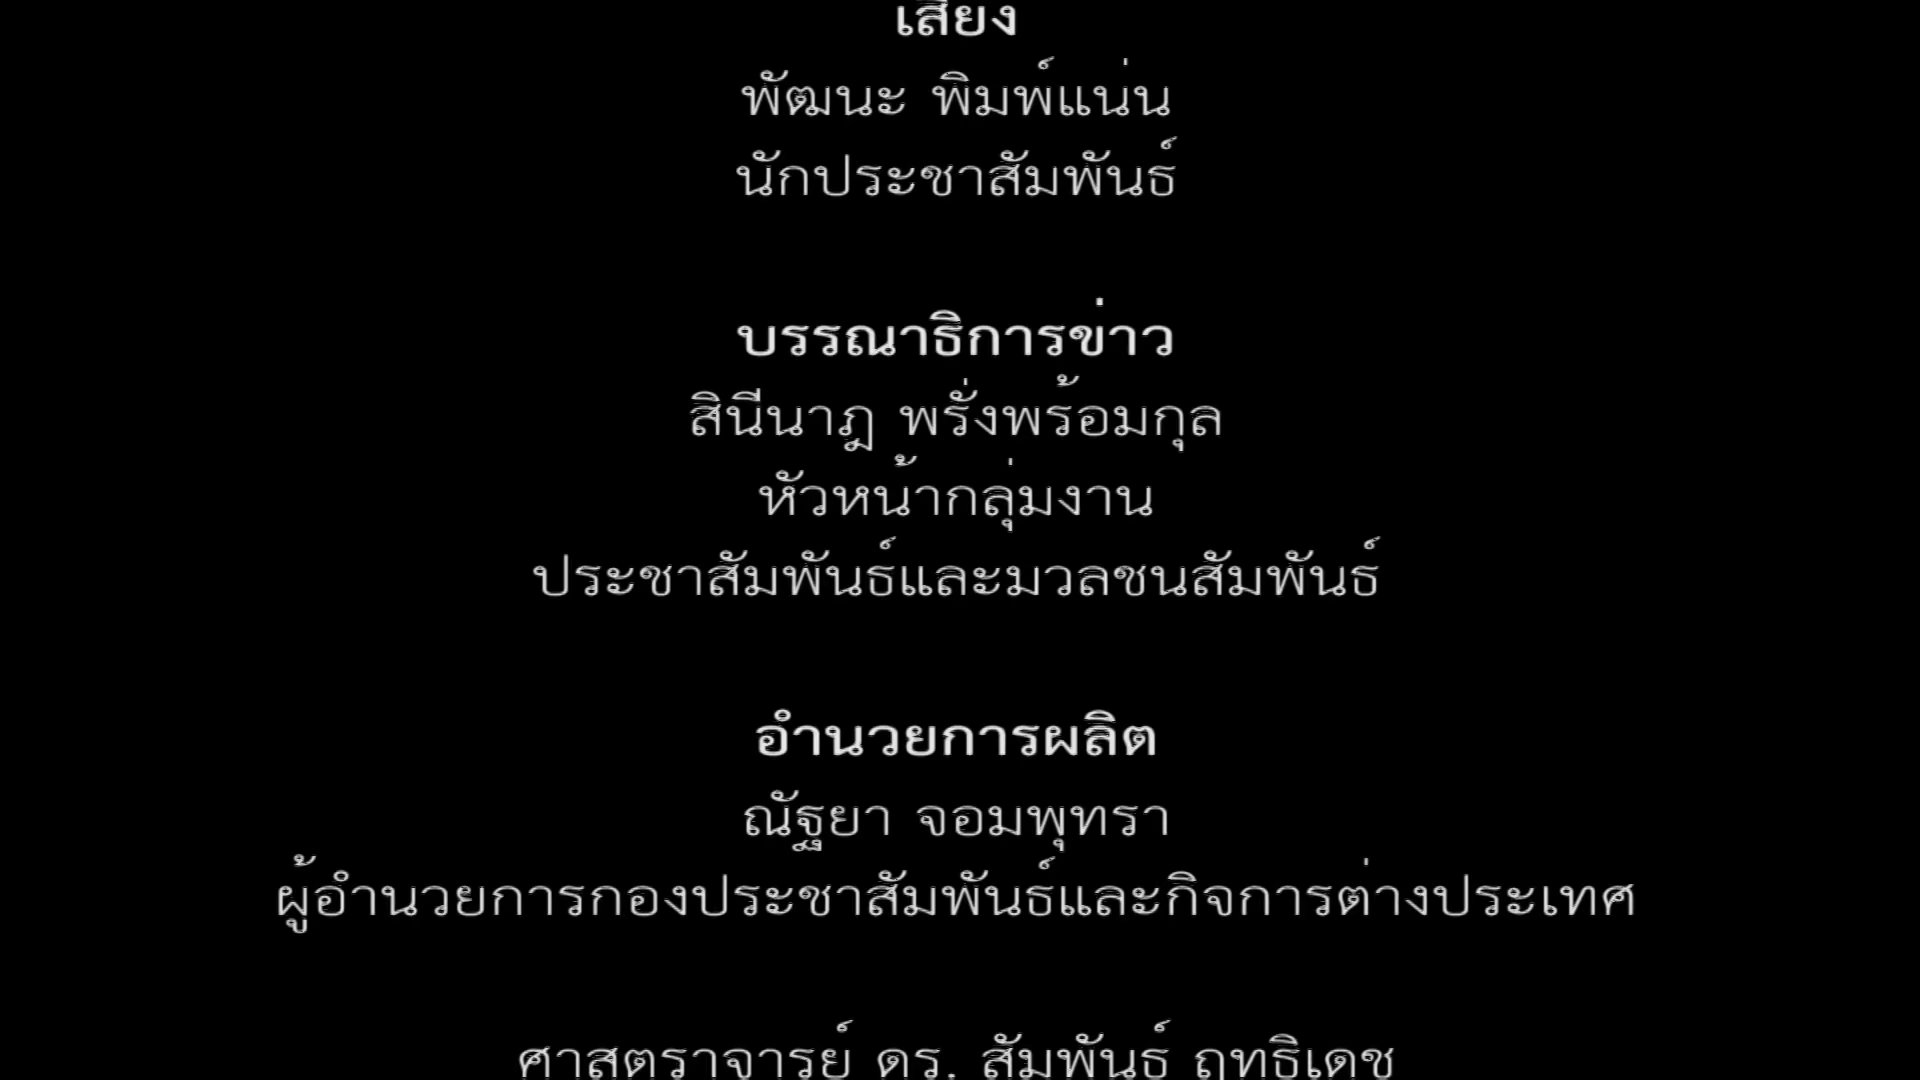 เสียง
พัฒนะ พิมพ์แน่น
นักประชาสัมพันธ์
บรรณาธิการข่าว
สินีนาฎ พรั่งพร้อมกุล
หัวหน้ากลุ่มงาน
ประชาสัมพันธ์และมวลชนสัมพันธ์
อำนวยการผลิต
ณัฐยา จอมพุทรา
ผู้อำนวยการกองประชาสัมพันธ์และกิจการต่างประเทศ
ศาสตราจารย์ ดร. สัมพันธ์ ฤทธิเดช